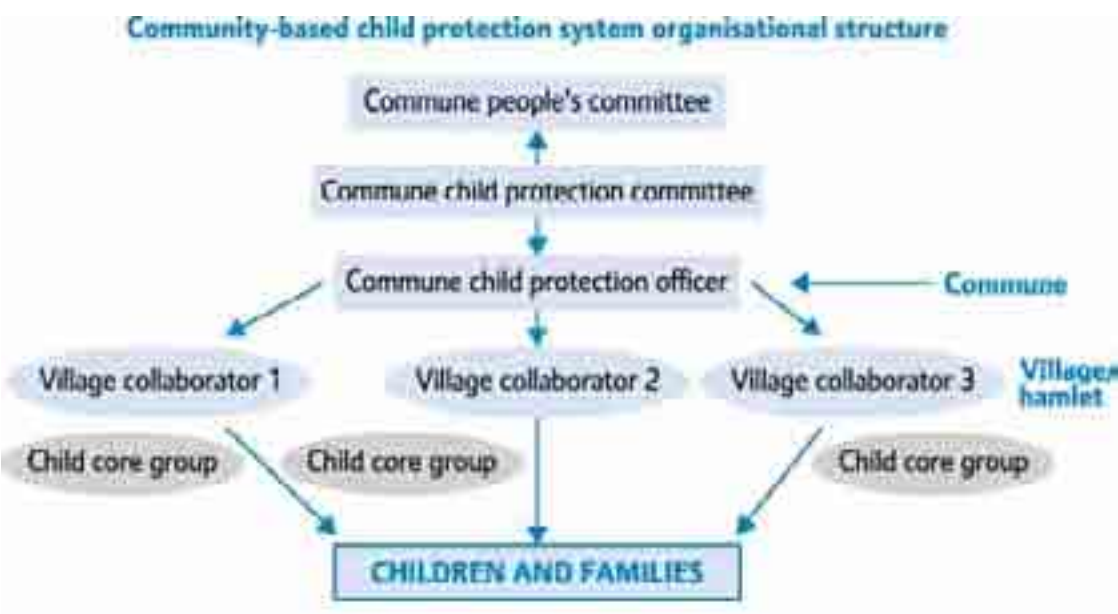 Community-based child protection system organisational structure
Commune people's committee
Commune child protection committee
Commune child protection officer
Commune
Village collaborator 1
Village collaborator 2
Village collaborator 3
Village
hamlet
Child core group
Child core group
Child core group
CHILDREN AND FAMILIES